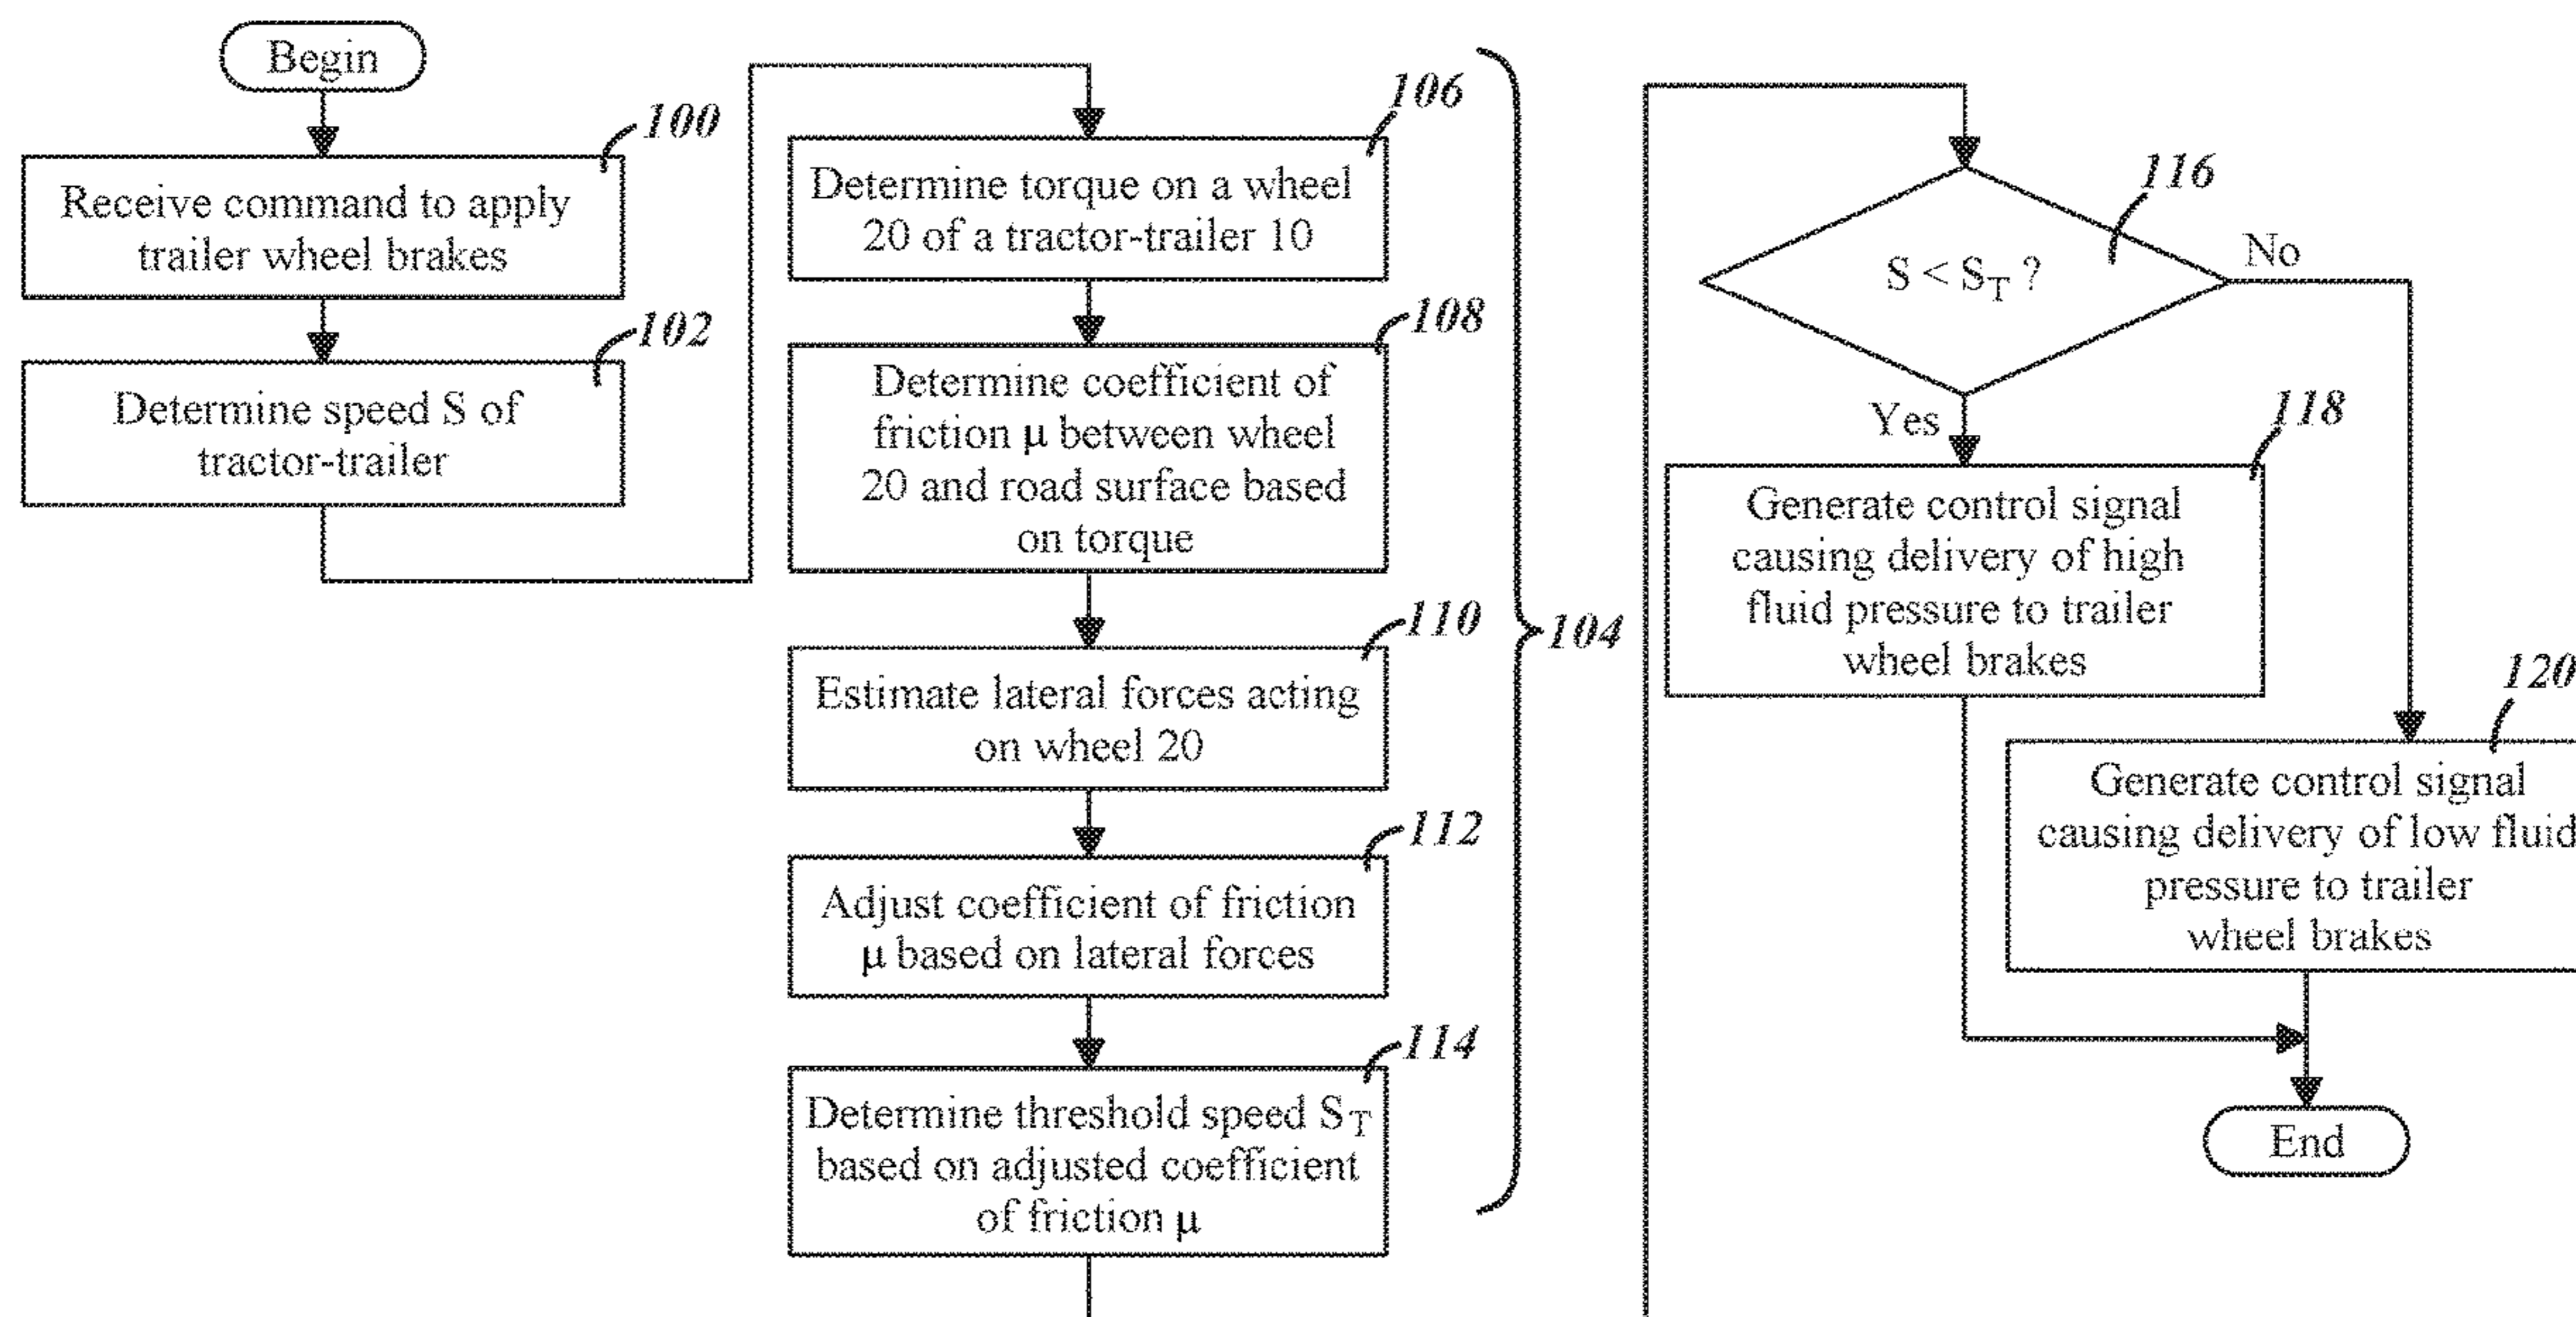 Begin
100
Receive command to apply
trailer wheel brakes
102
Determine speed S of
tractor-trailer
106
Determine torque on a wheel
20 of a tractor-trailer 10
108
Determine coefficient of
friction μ between wheel
20 and road surface based
on torque
110
Estimate lateral forces acting
on wheel 20
112
Adjust coefficient of friction
μ based on lateral forces
114
Determine threshold speed S_T
based on adjusted coefficient
of friction μ
104
116
S < S_T ?
No
Yes
118
Generate control signal
causing delivery of high
fluid pressure to trailer
wheel brakes
120
Generate control signal
causing delivery of low fluid
pressure to trailer
wheel brakes
End